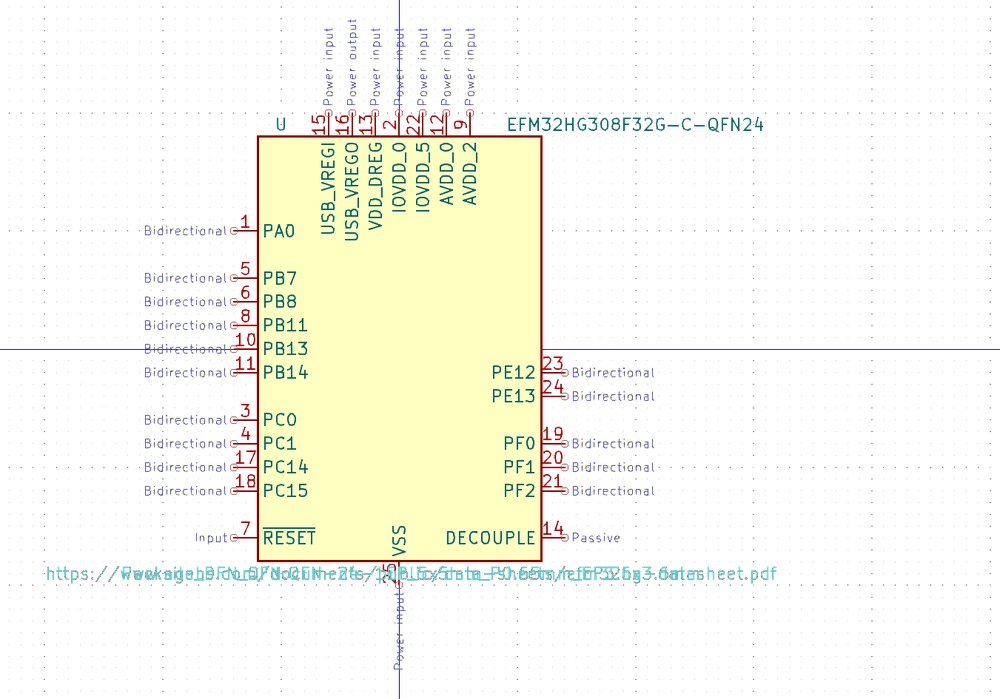 Power input Power output Power input Power input Power input Power input Power input
15 16 13 2 22 12 9
U EFM32HG308F32G-C-QFN24
USB_VREGI USB_VREGO VDD_DREG IOVDD_0 IOVDD_5 AVDD_0 AVDD_2
Bidirectional 1 PA0
Bidirectional 5 PB7
Bidirectional 6 PB8
Bidirectional 8 PB11
Bidirectional 10 PB13
Bidirectional 11 PB14
PE12 23 Bidirectional
PE13 24 Bidirectional
Bidirectional 3 PC0
Bidirectional 4 PC1
PF0 19 Bidirectional
Bidirectional 17 PC14
PF1 20 Bidirectional
Bidirectional 18 PC15
PF2 21 Bidirectional
Input 7 RESET
VSS
DECOUPLE 14 Passive
25
Power input